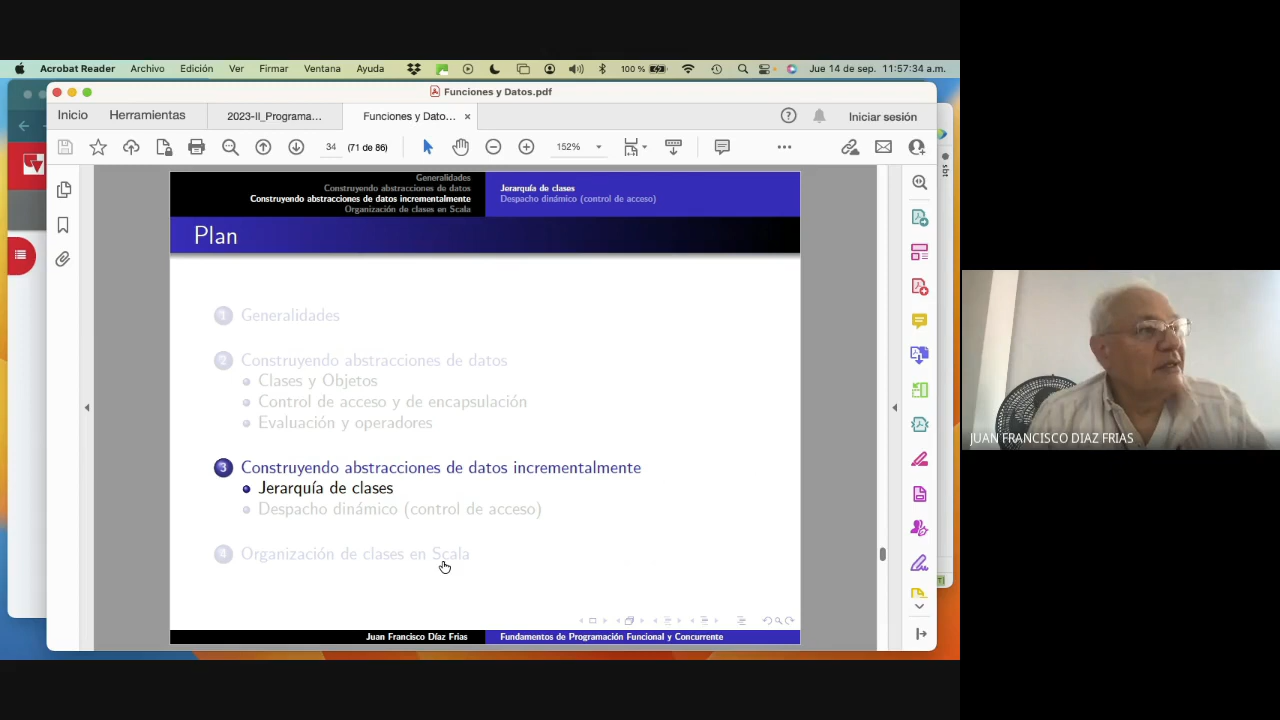 Acrobat Reader Archivo Edición Ver Firmar Ventana Ayuda 100 % Jue 14 de sep. 11:57:34 a.m.
Funciones y Datos.pdf
Inicio Herramientas 2023-II_Programa... Funciones y Dato... × Iniciar sesión
34 (71 de 86) 152%
sbt
Generalidades
Construyendo abstracciones de datos
Construyendo abstracciones de datos incrementalmente
Organización de clases en Scala
Jerarquía de clases
Despacho dinámico (control de acceso)
Plan
1 Generalidades
2 Construyendo abstracciones de datos
Clases y Objetos
Control de acceso y de encapsulación
Evaluación y operadores
3 Construyendo abstracciones de datos incrementalmente
Jerarquía de clases
Despacho dinámico (control de acceso)
4 Organización de clases en Scala
Juan Francisco Díaz Frias Fundamentos de Programación Funcional y Concurrente
JUAN FRANCISCO DIAZ FRIAS